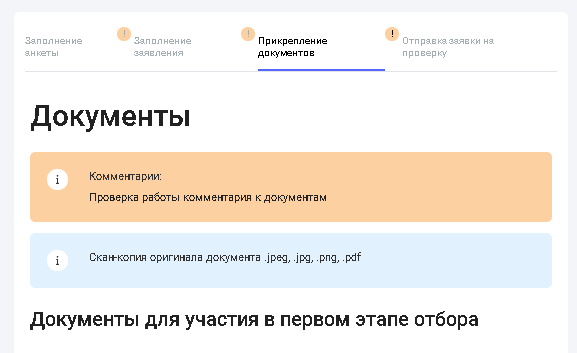 Заполнение
анкеты
!
Заполнение
заявления
!
Прикрепление
документов
!
Отправка заявки на
проверку
Документы
i
Комментарии:
Проверка работы комментария к документам
i
Скан-копия оригинала документа .jpeg, .jpg, .png, .pdf
Документы для участия в первом этапе отбора